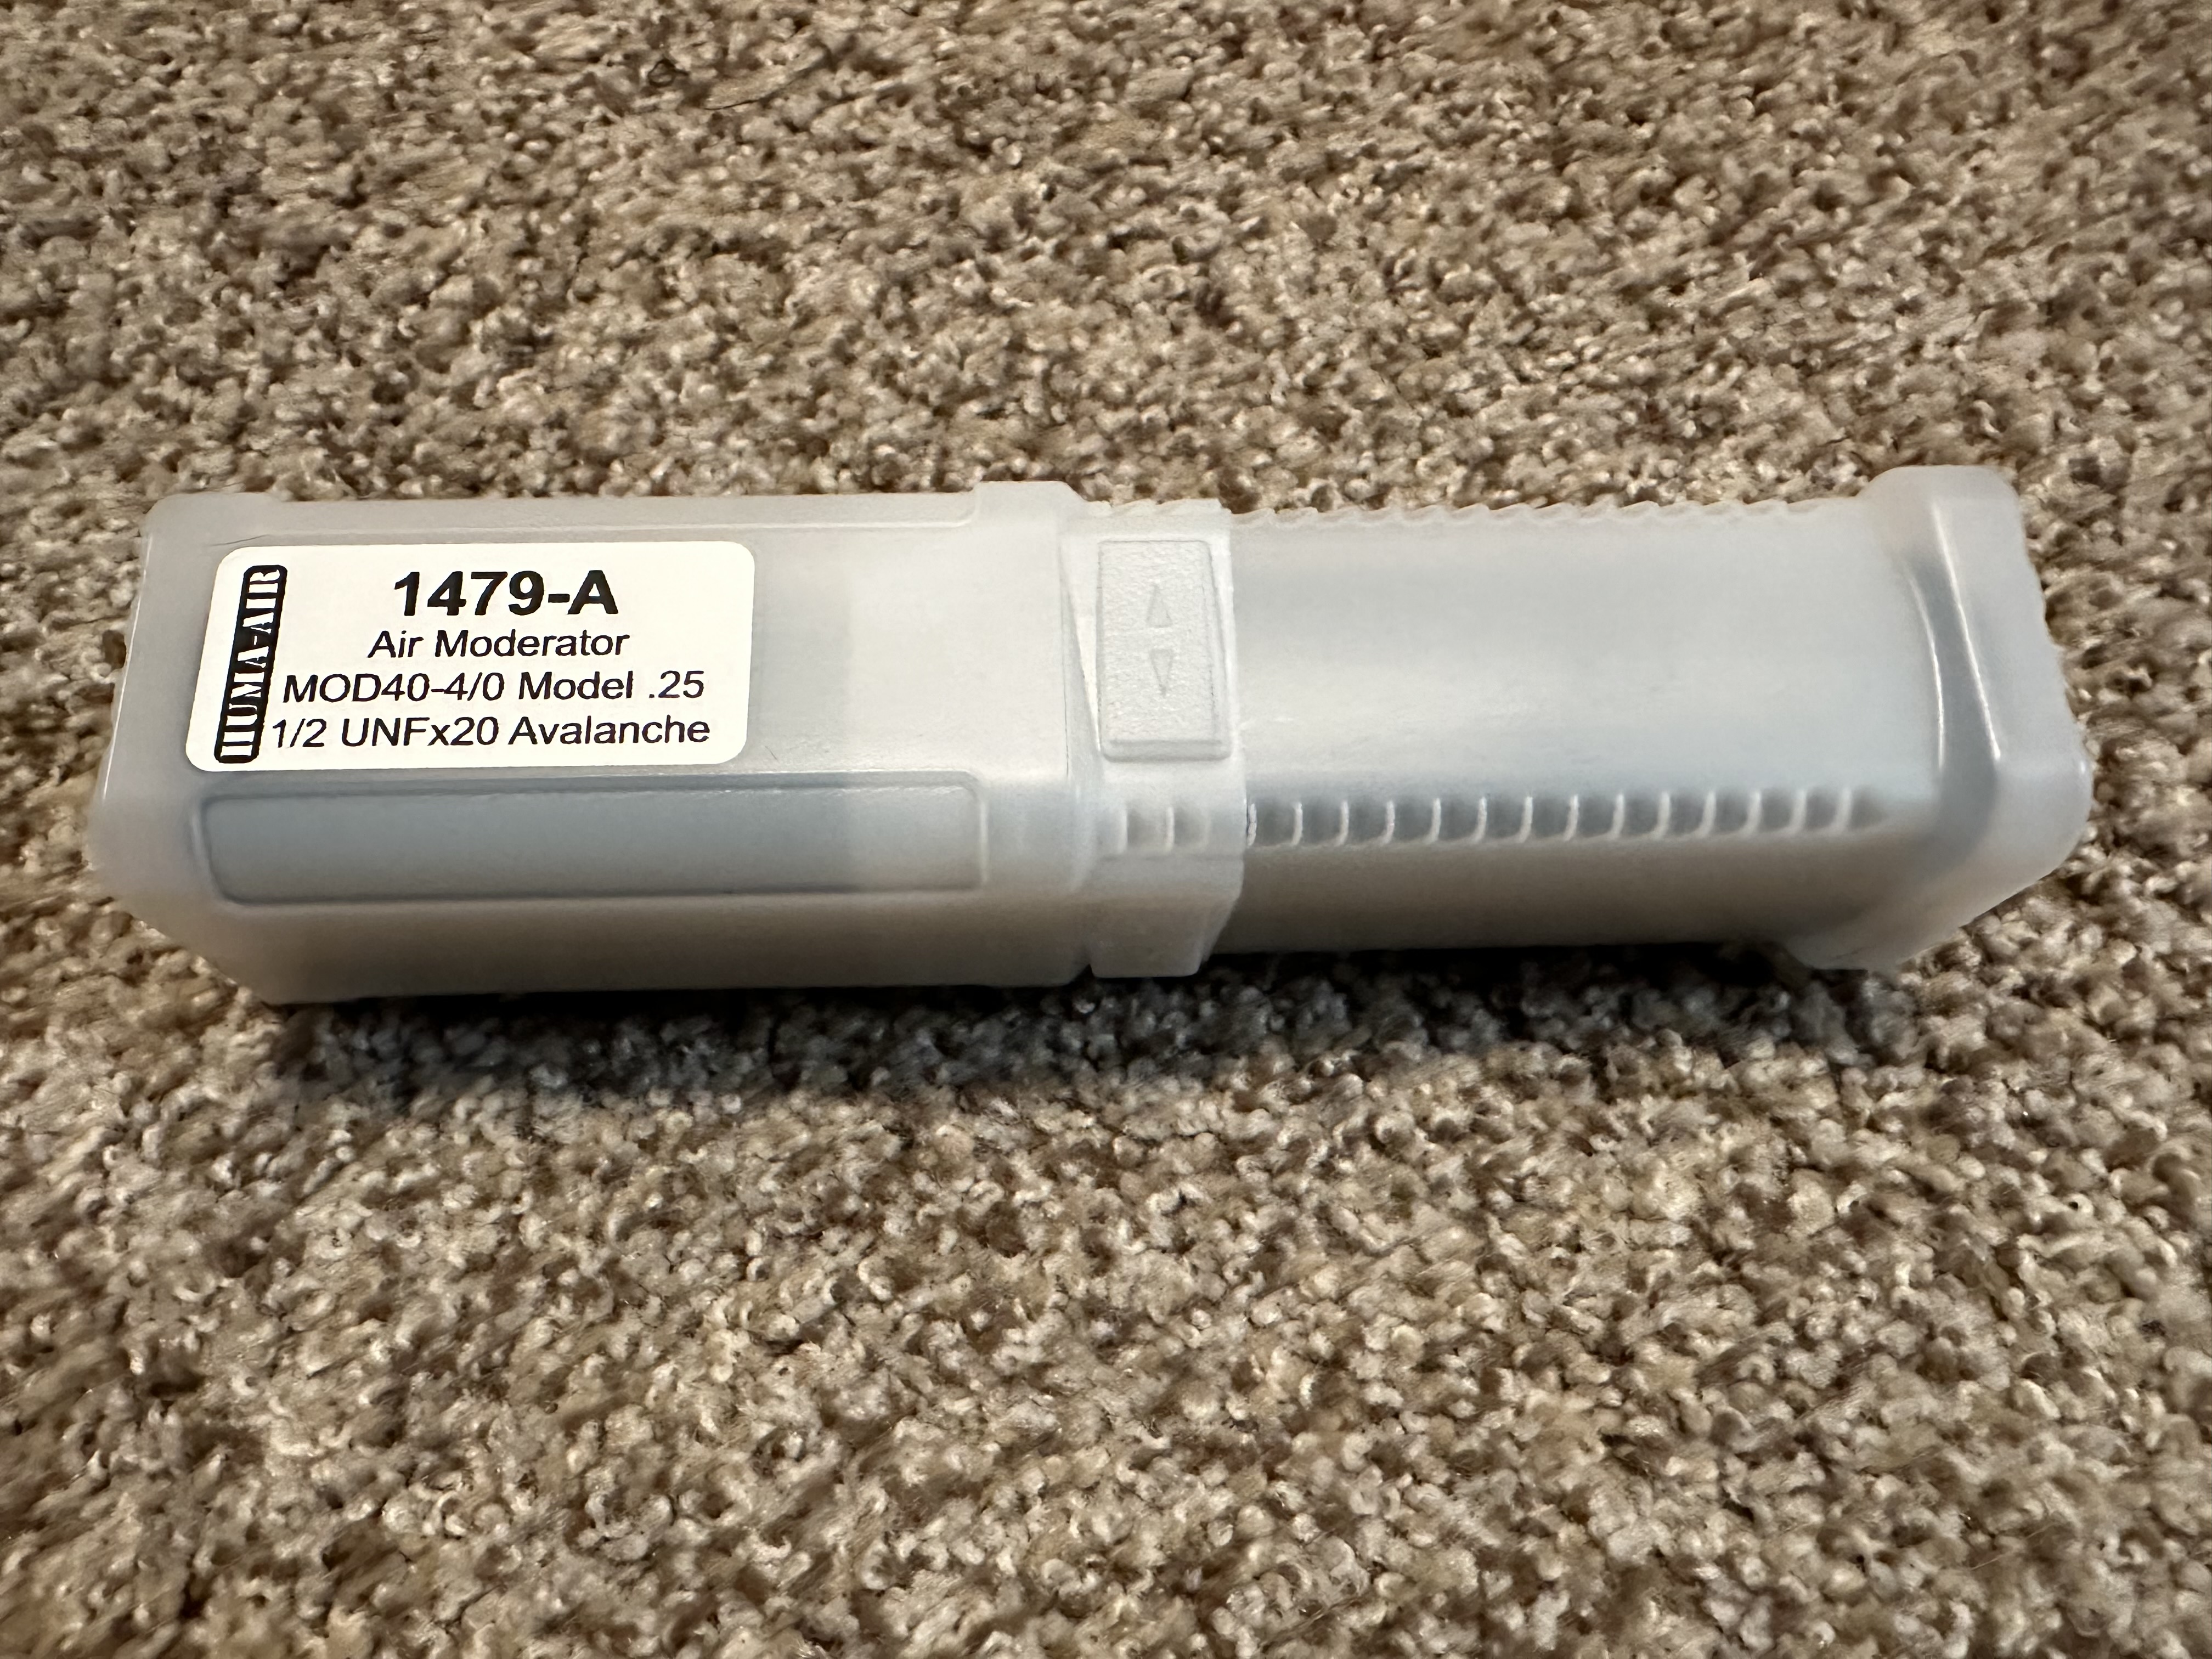 HUMA-AIR
1479-A
Air Moderator
MOD40-4/0 Model .25
1/2 UNFx20 Avalanche